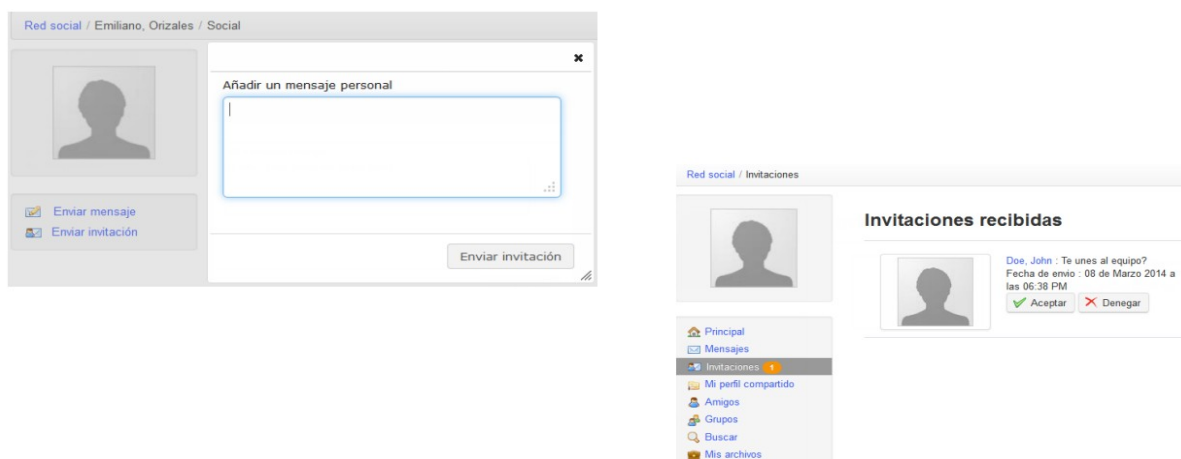 Red social / Emiliano, Orizales / Social
Añadir un mensaje personal
Enviar mensaje
Enviar invitación
Enviar invitación
Red social / Invitaciones
Invitaciones recibidas
Doe, John : Te unes al equipo?
Fecha de envio : 08 de Marzo 2014 a
las 06:38 PM
Aceptar Denegar
Principal
Mensajes
Invitaciones 1
Mi perfil compartido
Amigos
Grupos
Buscar
Mis archivos